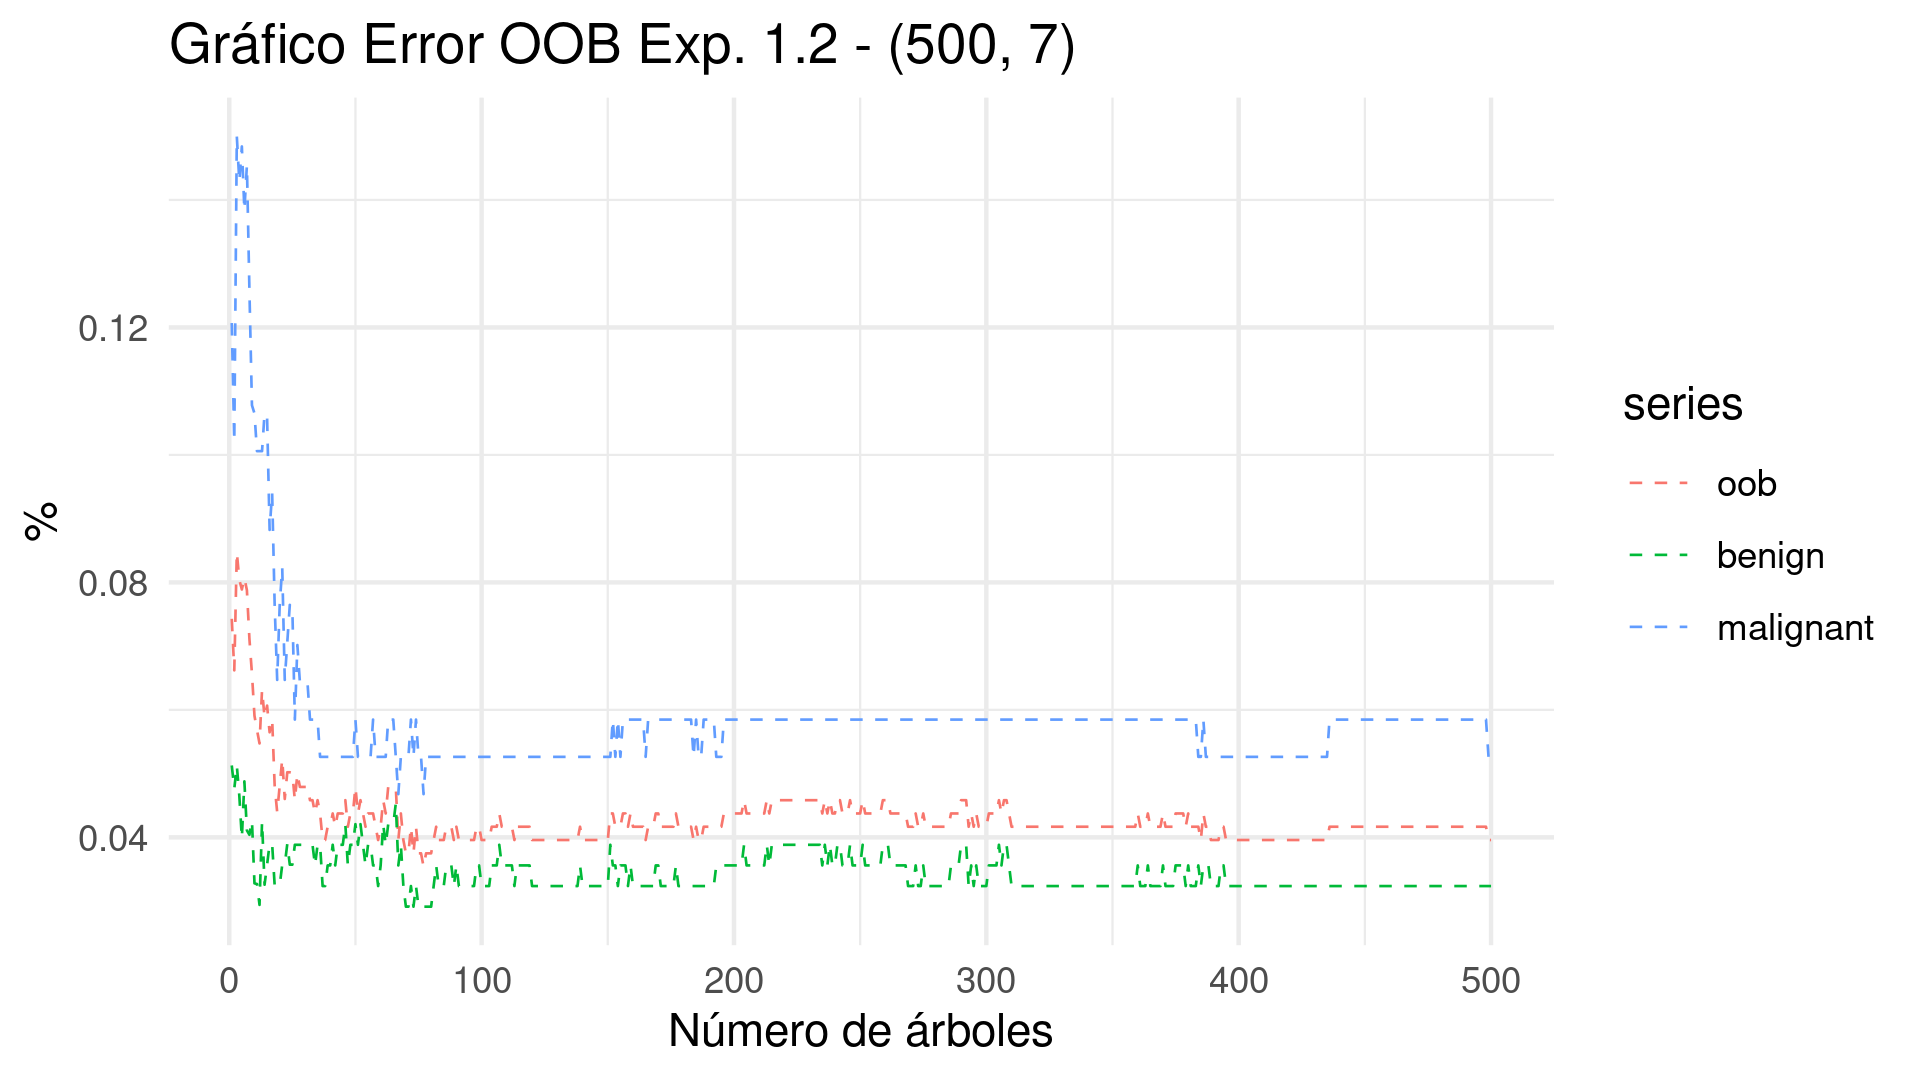 Gráfico Error OOB Exp. 1.2 - (500, 7)
%
0.12
0.08
0.04
0 100 200 300 400 500
Número de árboles
series
oob
benign
malignant